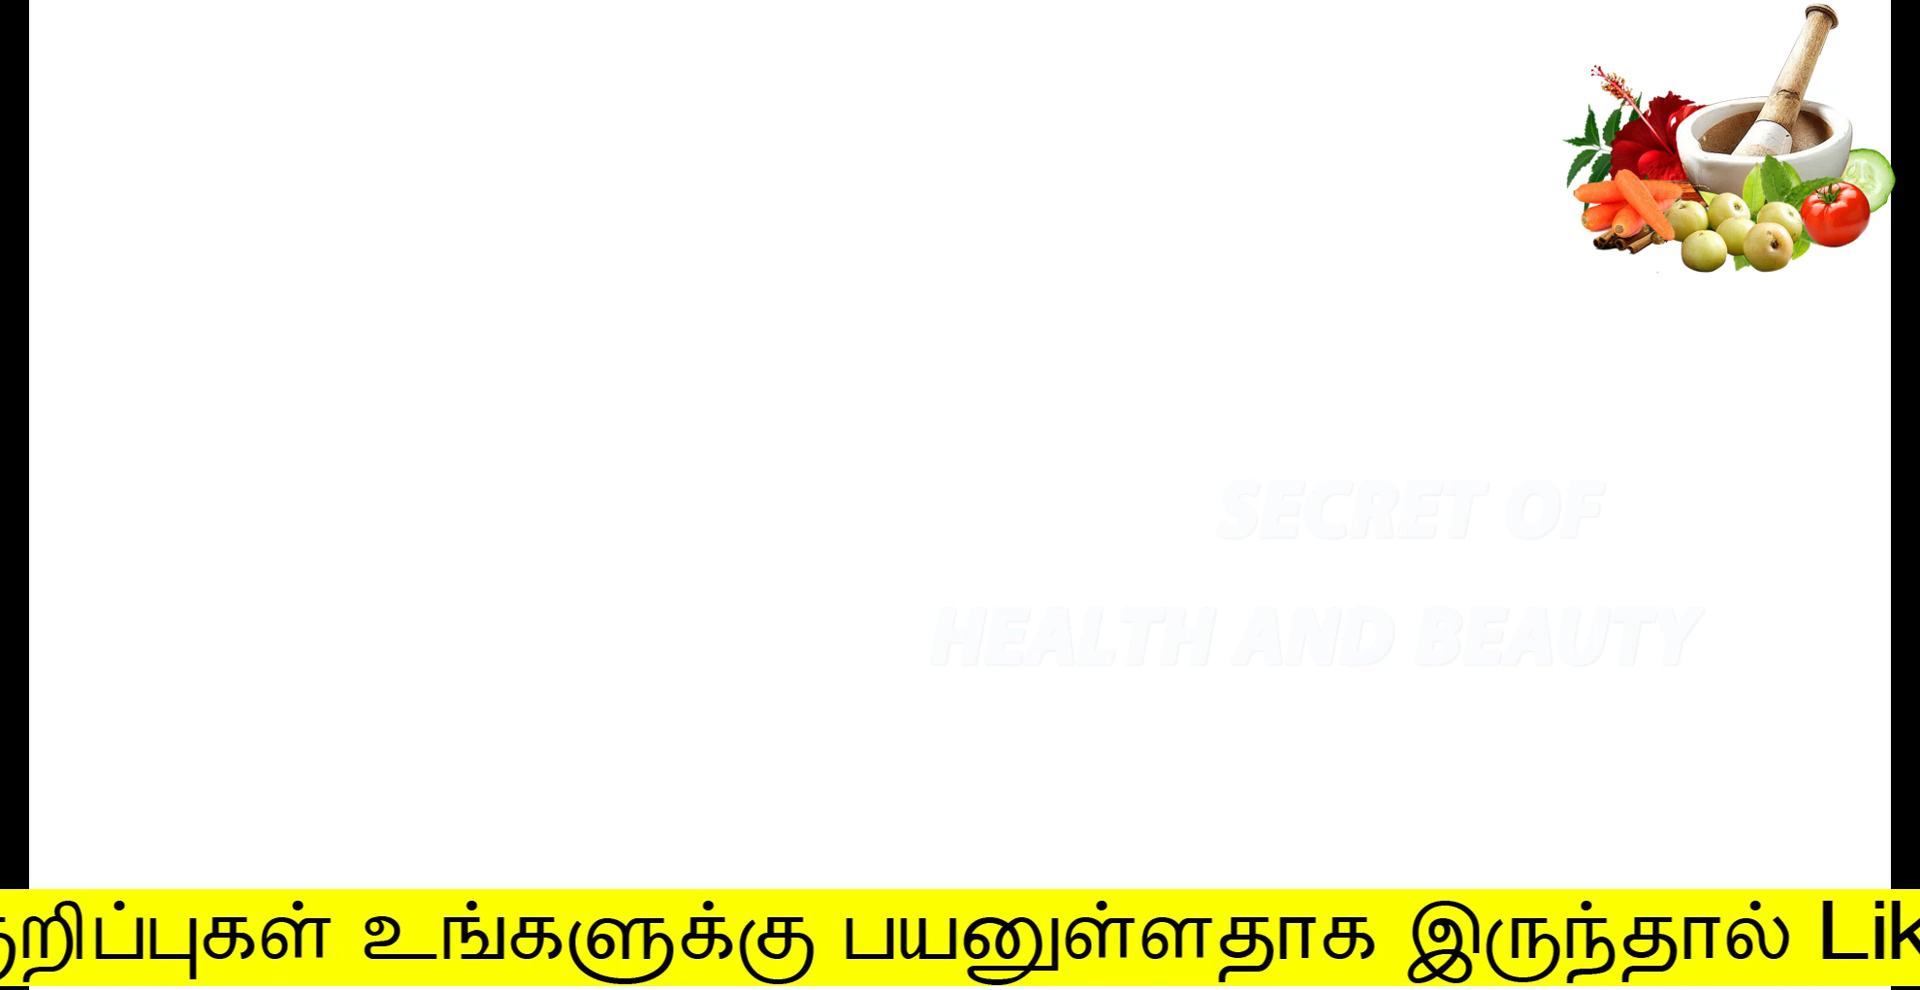 SECRET OF
HEALTH AND BEAUTY
குறிப்புகள் உங்களுக்கு பயனுள்ளதாக இருந்தால் Lik